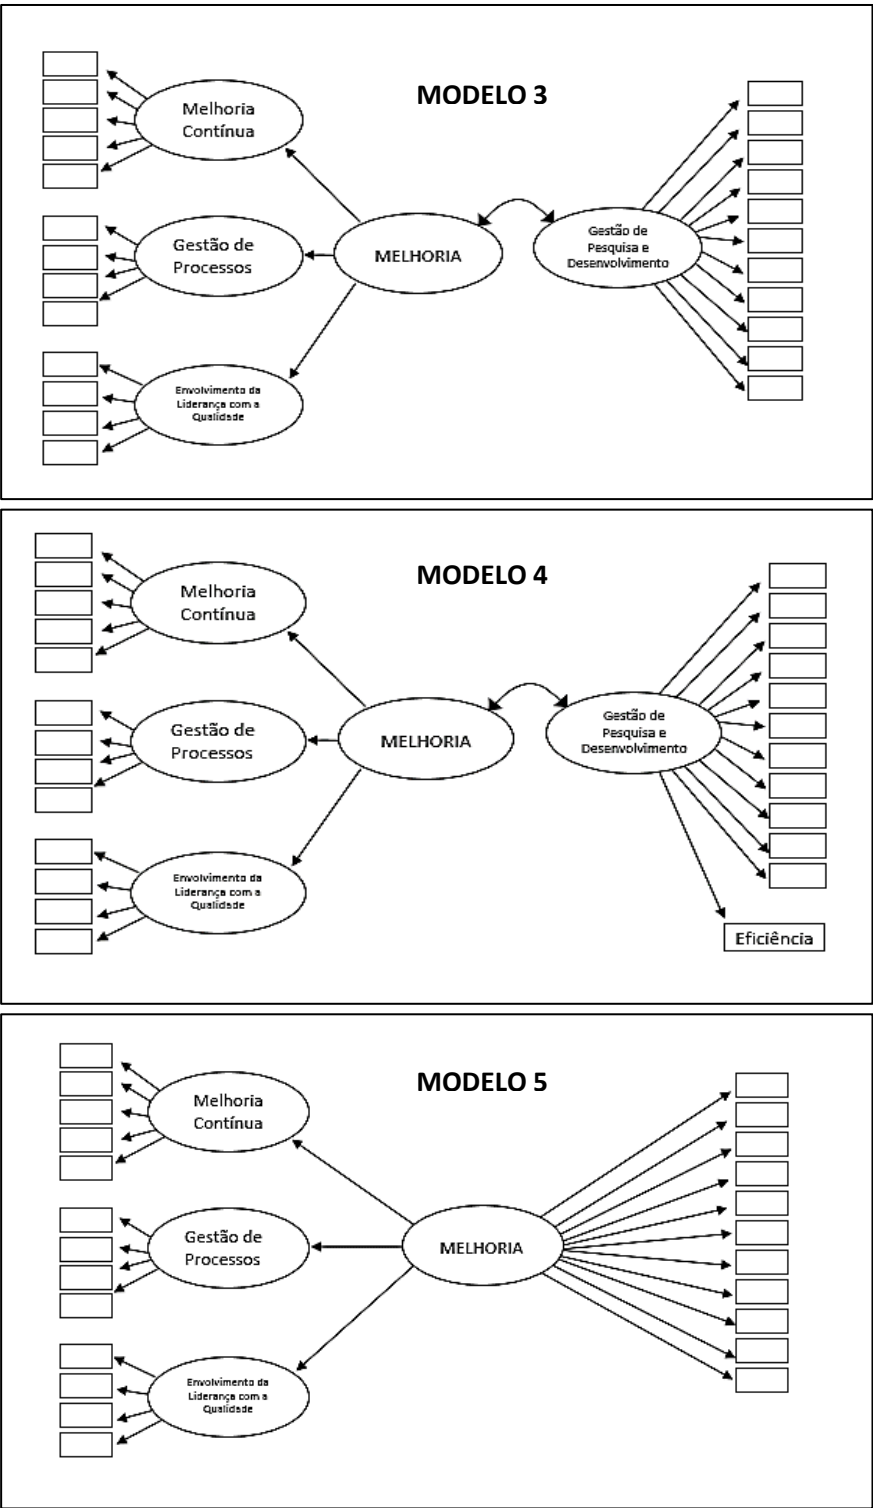 MODELO 3
Melhoria
Contínua
Gestão de
Processos
MELHORIA
Gestão de
Pesquisa e
Desenvolvimento
Envolvimento da
Liderança com a
Qualidade
MODELO 4
Melhoria
Contínua
Gestão de
Processos
MELHORIA
Gestão de
Pesquisa e
Desenvolvimento
Envolvimento da
Liderança com a
Qualidade
Eficiência
MODELO 5
Melhoria
Contínua
Gestão de
Processos
MELHORIA
Envolvimento da
Liderança com a
Qualidade